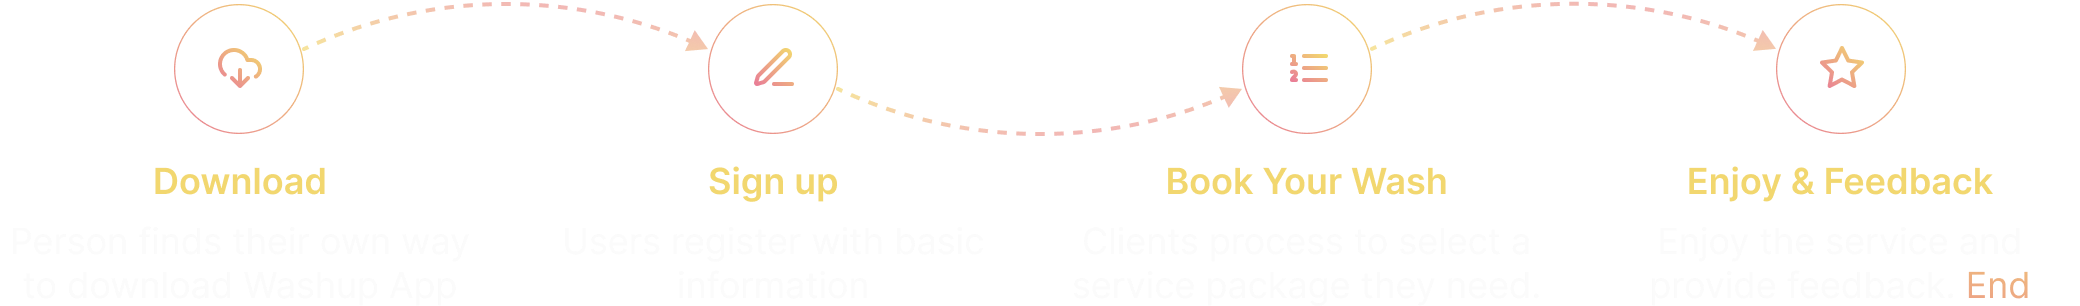 Download
Person finds their own way
to download Washup App
Sign up
Users register with basic
information
Book Your Wash
Clients process to select a
service package they need.
Enjoy & Feedback
Enjoy the service and
provide feedback. End